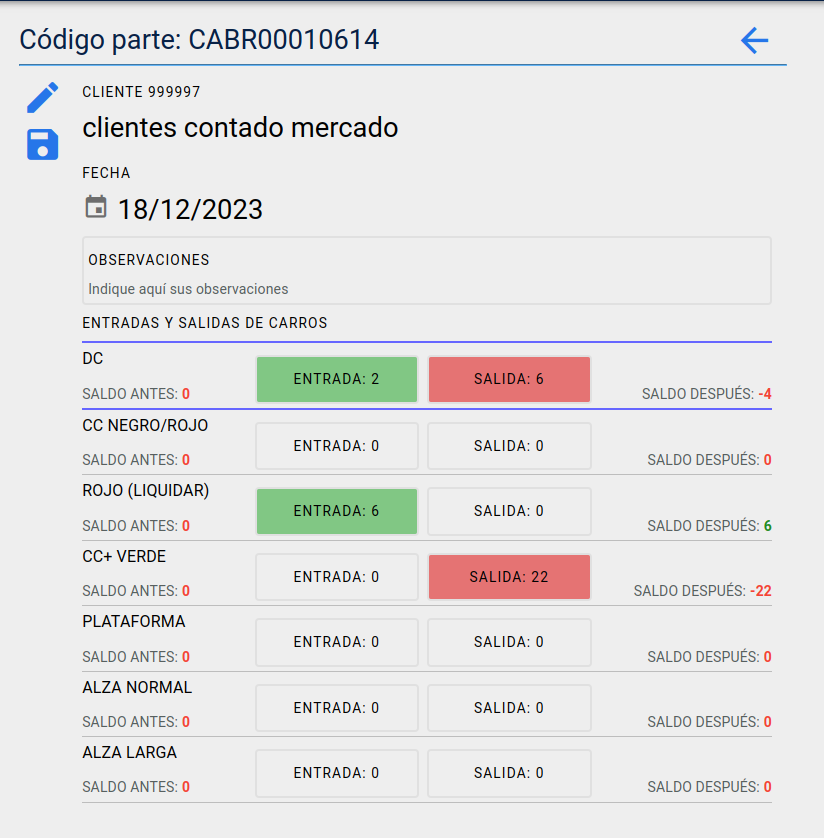 Código parte: CABR00010614
CLIENTE 999997
clientes contado mercado
FECHA
18/12/2023
OBSERVACIONES
Indique aquí sus observaciones
ENTRADAS Y SALIDAS DE CARROS
DC
SALDO ANTES: 0 ENTRADA: 2 SALIDA: 6 SALDO DESPUÉS: -4
CC NEGRO/ROJO
SALDO ANTES: 0 ENTRADA: 0 SALIDA: 0 SALDO DESPUÉS: 0
ROJO (LIQUIDAR)
SALDO ANTES: 0 ENTRADA: 6 SALIDA: 0 SALDO DESPUÉS: 6
CC+ VERDE
SALDO ANTES: 0 ENTRADA: 0 SALIDA: 22 SALDO DESPUÉS: -22
PLATAFORMA
SALDO ANTES: 0 ENTRADA: 0 SALIDA: 0 SALDO DESPUÉS: 0
ALZA NORMAL
SALDO ANTES: 0 ENTRADA: 0 SALIDA: 0 SALDO DESPUÉS: 0
ALZA LARGA
SALDO ANTES: 0 ENTRADA: 0 SALIDA: 0 SALDO DESPUÉS: 0